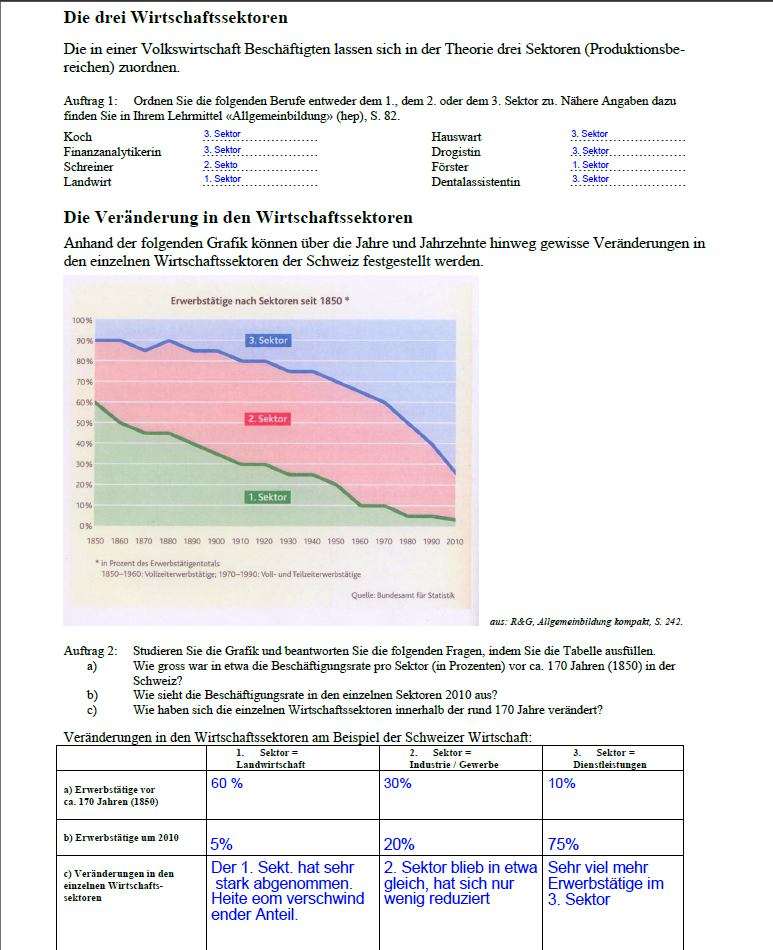 Die drei Wirtschaftssektoren
Die in einer Volkswirtschaft Beschäftigten lassen sich in der Theorie drei Sektoren (Produktionsbe-
reichen) zuordnen.
Auftrag 1: Ordnen Sie die folgenden Berufe entweder dem 1., dem 2. oder dem 3. Sektor zu. Nähere Angaben dazu
finden Sie in Ihrem Lehrmittel «Allgemeinbildung» (hep), S. 82.
Koch 3. Sektor Hauswart 3. Sektor
Finanzanalytikerin 3. Sektor Drogistin 3. Sektor
Schreiner 2. Sekto Förster 1. Sektor
Landwirt 1. Sektor Dentalassistentin 3. Sektor
Die Veränderung in den Wirtschaftssektoren
Anhand der folgenden Grafik können über die Jahre und Jahrzehnte hinweg gewisse Veränderungen in
den einzelnen Wirtschaftssektoren der Schweiz festgestellt werden.
Erwerbstätige nach Sektoren seit 1850 *
100%
90%
3. Sektor
80%
70%
60%
50%
2. Sektor
40%
30%
20%
1. Sektor
10%
0%
1850 1860 1870 1880 1890 1900 1910 1920 1930 1940 1950 1960 1970 1980 1990 2010
* in Prozent des Erwerbstätigentotals
1850–1960: Vollzeiterwerbstätige; 1970–1990: Voll- und Teilzeiterwerbstätige
Quelle: Bundesamt für Statistik
aus: R&G, Allgemeinbildung kompakt, S. 242.
Auftrag 2: Studieren Sie die Grafik und beantworten Sie die folgenden Fragen, indem Sie die Tabelle ausfüllen.
a) Wie gross war in etwa die Beschäftigungsrate pro Sektor (in Prozenten) vor ca. 170 Jahren (1850) in der
Schweiz?
b) Wie sieht die Beschäftigungsrate in den einzelnen Sektoren 2010 aus?
c) Wie haben sich die einzelnen Wirtschaftssektoren innerhalb der rund 170 Jahre verändert?
Veränderungen in den Wirtschaftssektoren am Beispiel der Schweizer Wirtschaft:
1. Sektor =
Landwirtschaft
2. Sektor =
Industrie / Gewerbe
3. Sektor =
Dienstleistungen
a) Erwerbstätige vor
ca. 170 Jahren (1850)
60 %
30%
10%
b) Erwerbstätige um 2010
5%
20%
75%
c) Veränderungen in den
einzelnen Wirtschafts-
sektoren
Der 1. Sekt. hat sehr
stark abgenommen.
Heite eom verschwind
ender Anteil.
2. Sektor blieb in etwa
gleich, hat sich nur
wenig reduziert
Sehr viel mehr
Erwerbstätige im
3. Sektor